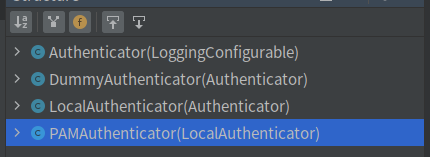 Authenticator(LoggingConfigurable)
DummyAuthenticator(Authenticator)
LocalAuthenticator(Authenticator)
PAMAuthenticator(LocalAuthenticator)